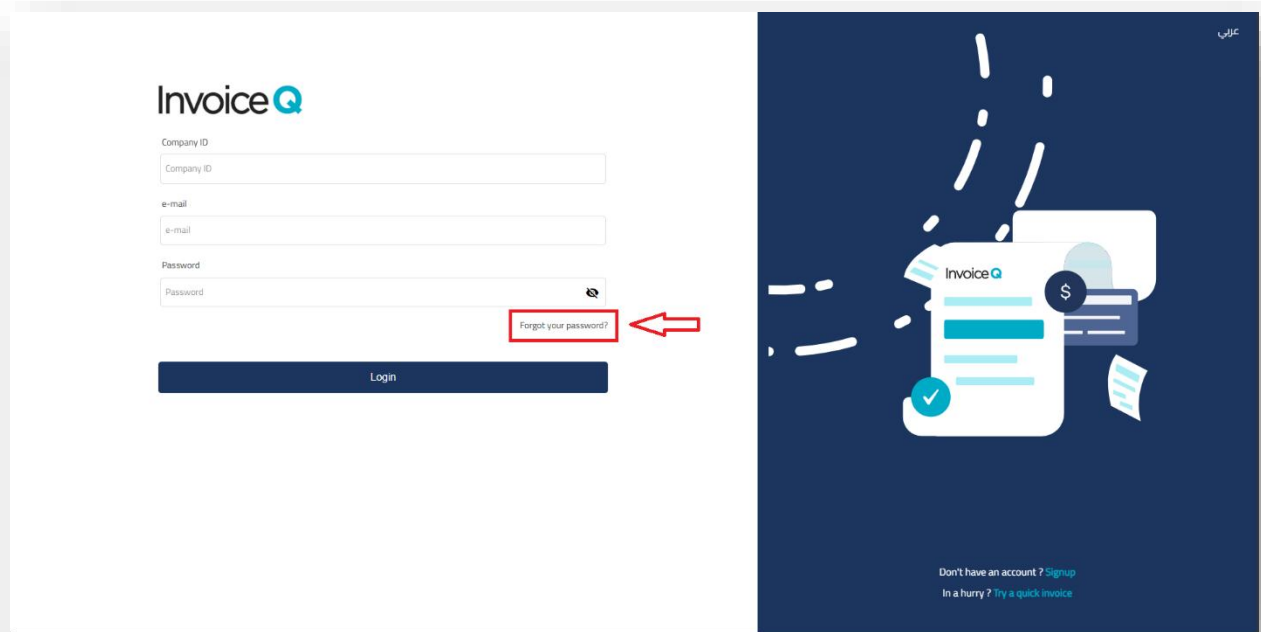 عربي
InvoiceQ
Company ID
Company ID
e-mail
e-mail
Password
Password
Forgot your password?
Login
InvoiceQ
$
Don't have an account ? Signup
In a hurry ? Try a quick invoice